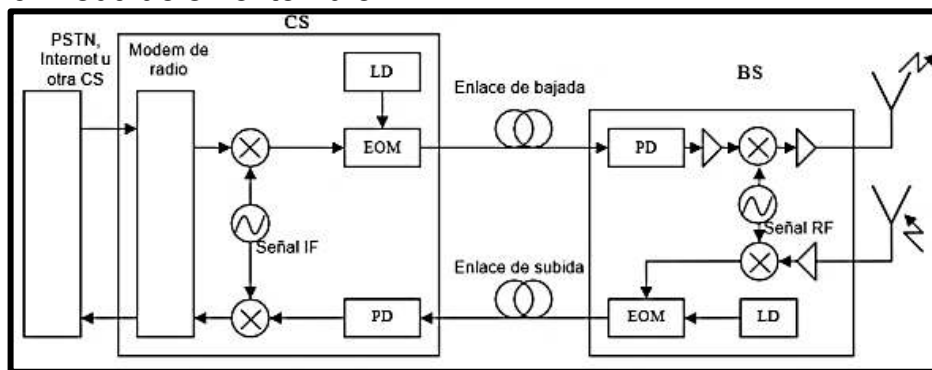 CS
PSTN,
Internet u
otra CS
Modem de
radio
LD
EOM
Señal IF
PD
Enlace de bajada
Enlace de subida
BS
PD
Señal RF
EOM
LD